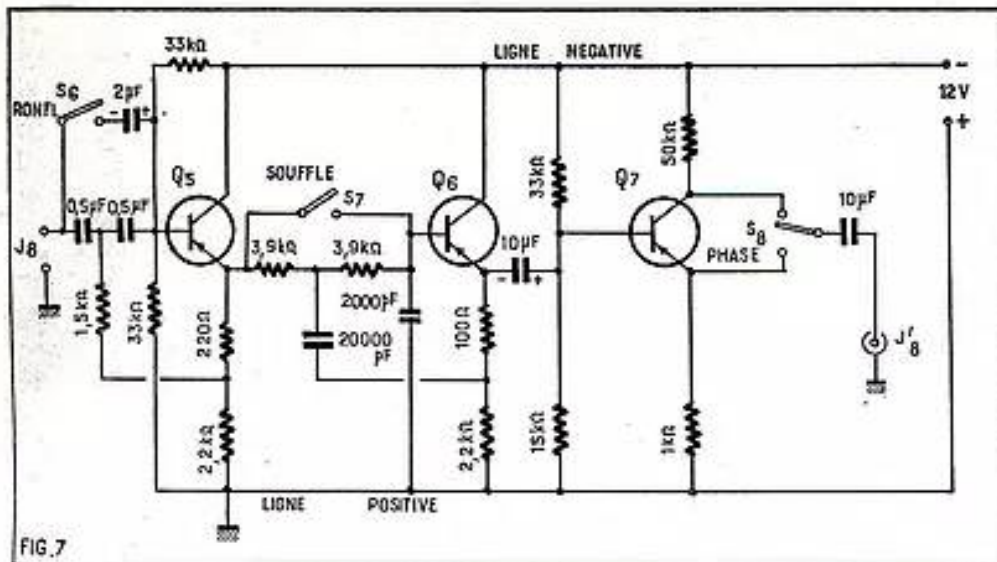 33kΩ
LIGNE NEGATIVE
-
S6
2µF
RONFL
- +
12V
+
Q5
SOUFFLE
S7
Q6
33kΩ
Q7
50kΩ
0,5µF 0,5µF
3,9kΩ 3,9kΩ
10µF
- +
S8
10µF
PHASE
J8
1,5kΩ
33kΩ
220Ω
2000pF
20000 pF
100Ω
J'8
2,2kΩ
2,2kΩ
15kΩ
1kΩ
LIGNE POSITIVE
FIG.7